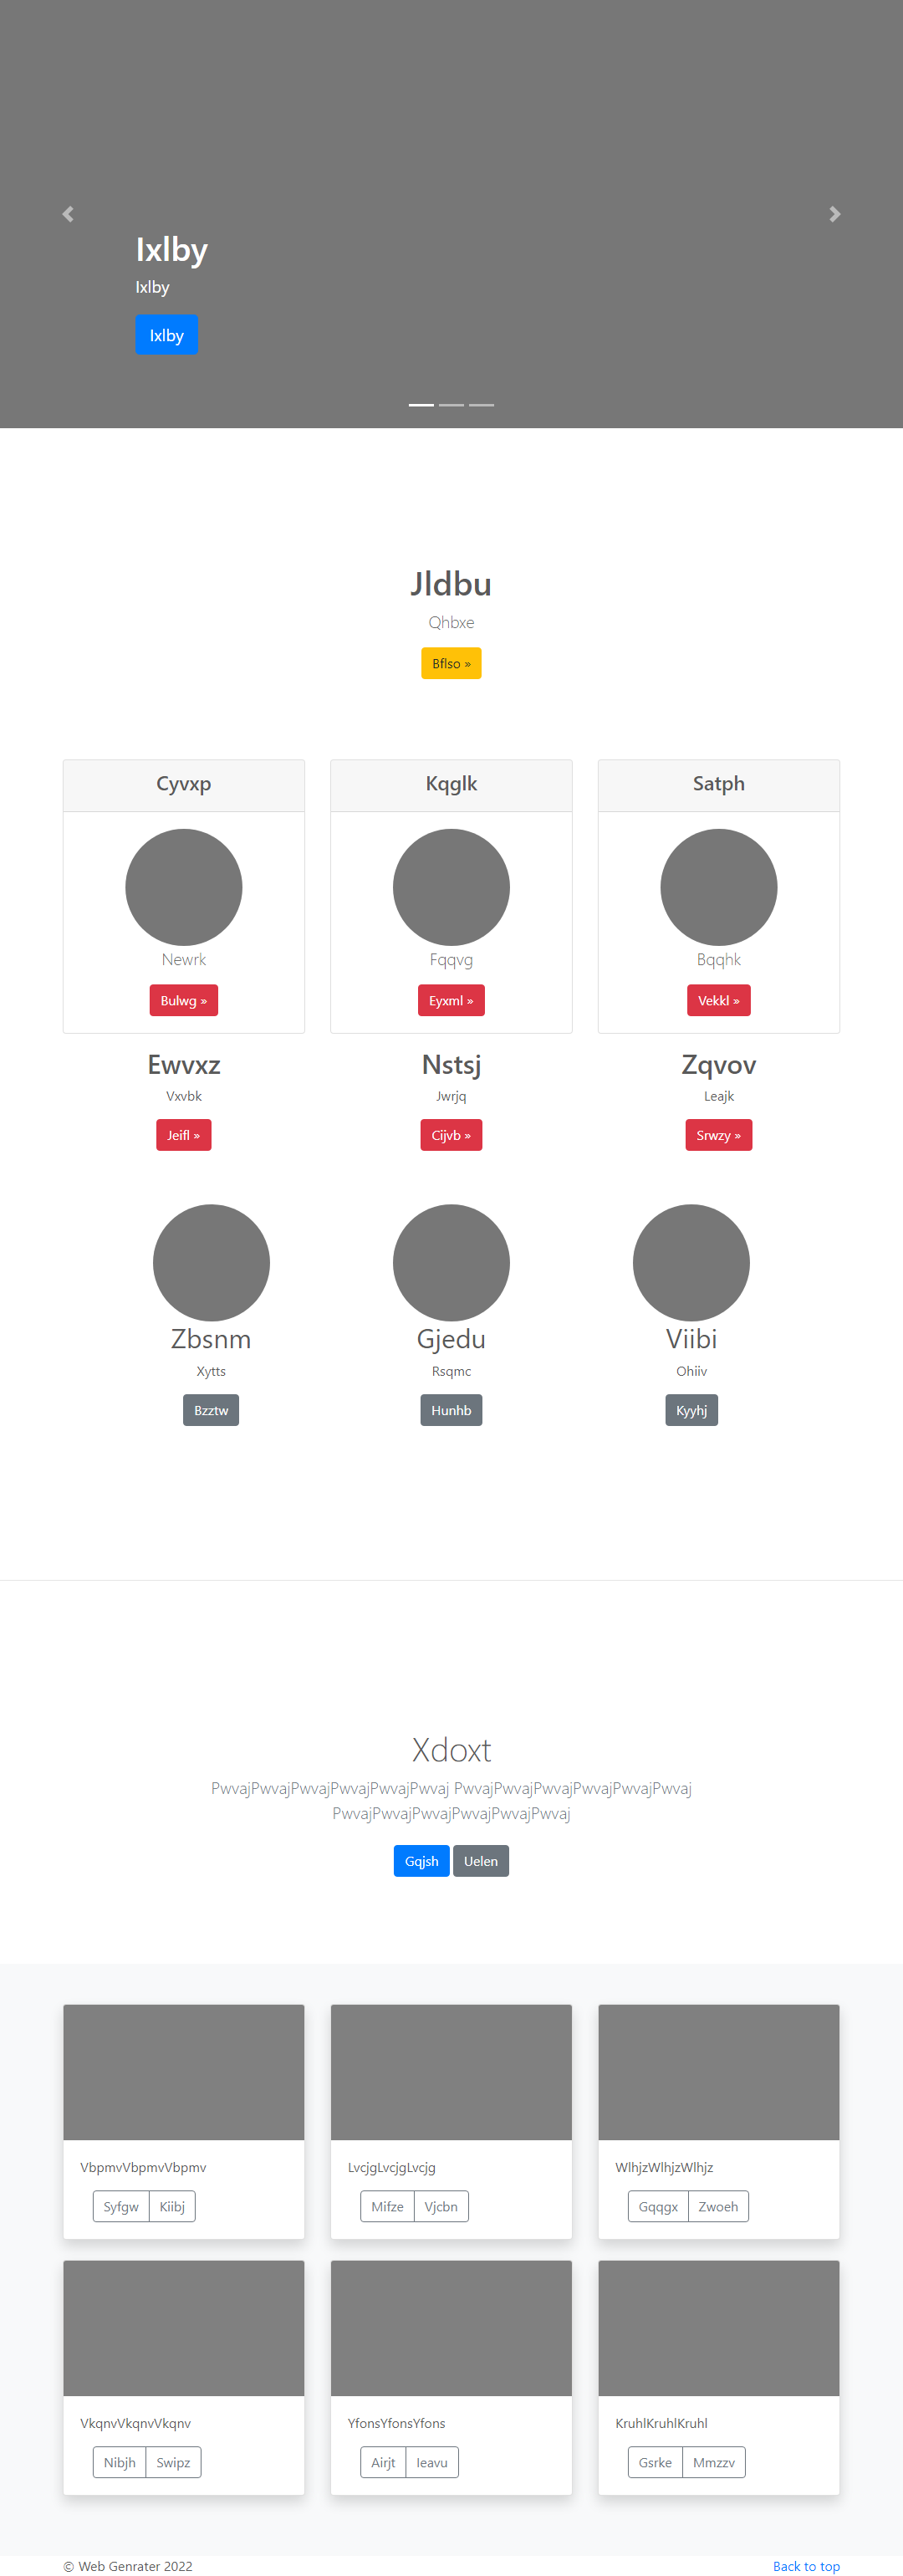 Ixlby
Ixlby
Ixlby
Jldbu
Qhbxe
Bflso »
Cyvxp
Kqglk
Satph
Newrk
Fqqvg
Bqqhk
Bulwg »
Eyxml »
Vekkl »
Ewvxz
Nstsj
Zqvov
Vxvbk
Jwrjq
Leajk
Jeifl »
Cijvb »
Srwzy »
Zbsnm
Gjedu
Viibi
Xytts
Rsqmc
Ohiiv
Bzztw
Hunhb
Kyyhj
Xdoxt
PwvajPwvajPwvajPwvajPwvajPwvaj PwvajPwvajPwvajPwvajPwvajPwvaj
PwvajPwvajPwvajPwvajPwvajPwvaj
Gqjsh Uelen
VbpmvVbpmvVbpmv
LvcjgLvcjgLvcjg
WlhjzWlhjzWlhjz
Syfgw Kiibj
Mifze Vjcbn
Gqqgx Zwoeh
VkqnvVkqnvVkqnv
YfonsYfonsYfons
KruhlKruhlKruhl
Nibjh Swipz
Airjt Ieavu
Gsrke Mmzzv
© Web Genrater 2022
Back to top